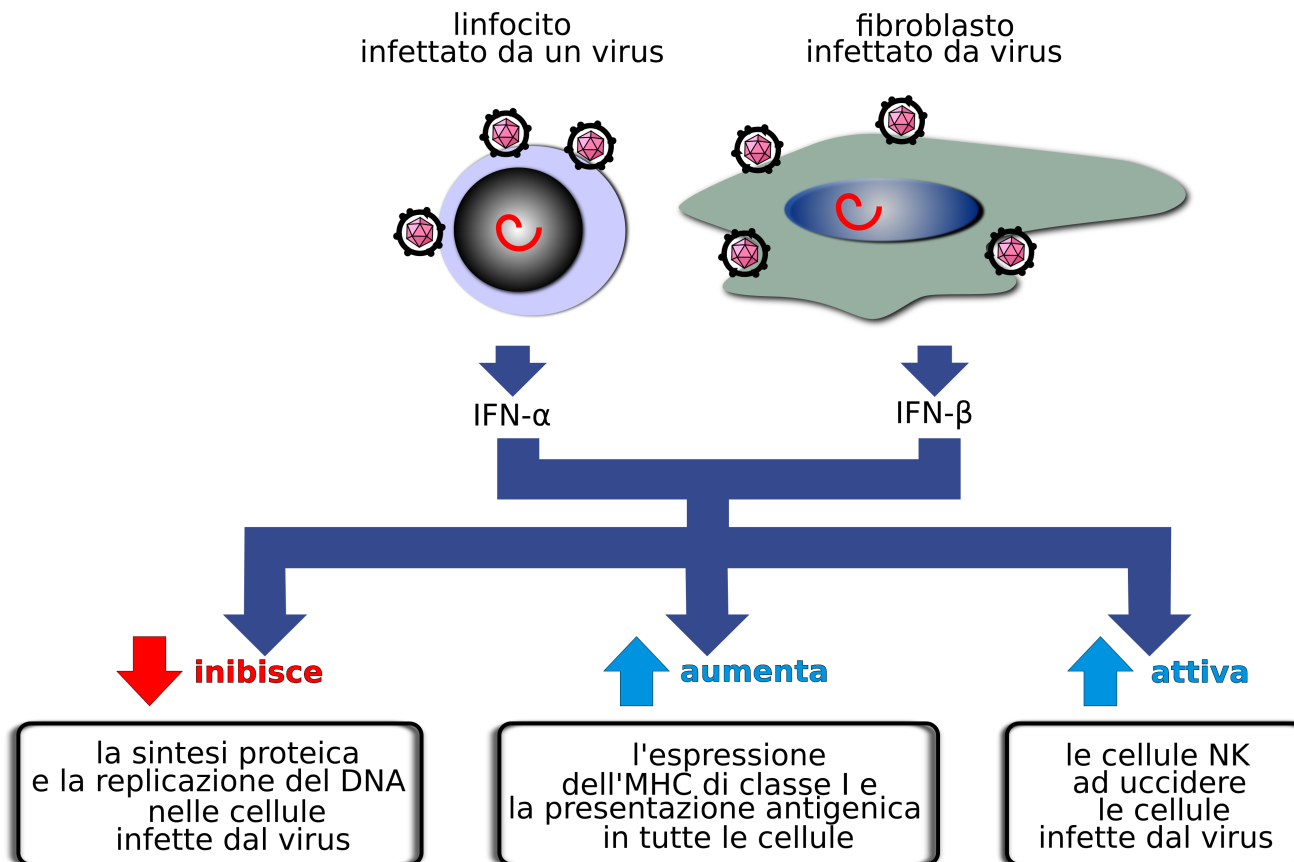 linfocito
infettato da un virus
fibroblasto
infettato da virus
IFN-α
IFN-β
inibisce
aumenta
attiva
la sintesi proteica
e la replicazione del DNA
nelle cellule
infette dal virus
l'espressione
dell'MHC di classe I e
la presentazione antigenica
in tutte le cellule
le cellule NK
ad uccidere
le cellule
infette dal virus